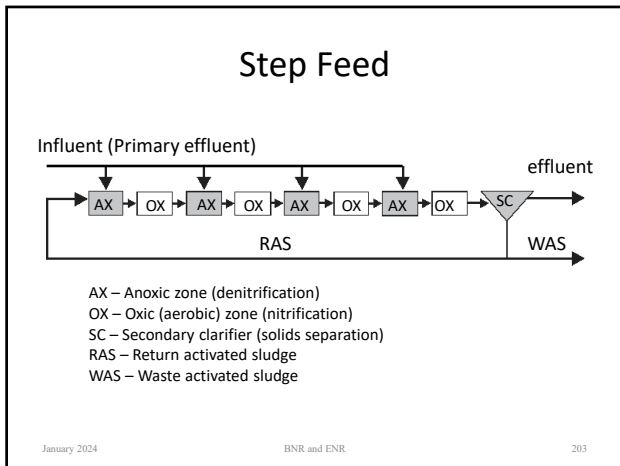 Step Feed
Influent (Primary effluent)
effluent
AX OX AX OX AX OX AX OX SC
RAS WAS
AX – Anoxic zone (denitrification)
OX – Oxic (aerobic) zone (nitrification)
SC – Secondary clarifier (solids separation)
RAS – Return activated sludge
WAS – Waste activated sludge
January 2024 BNR and ENR 203